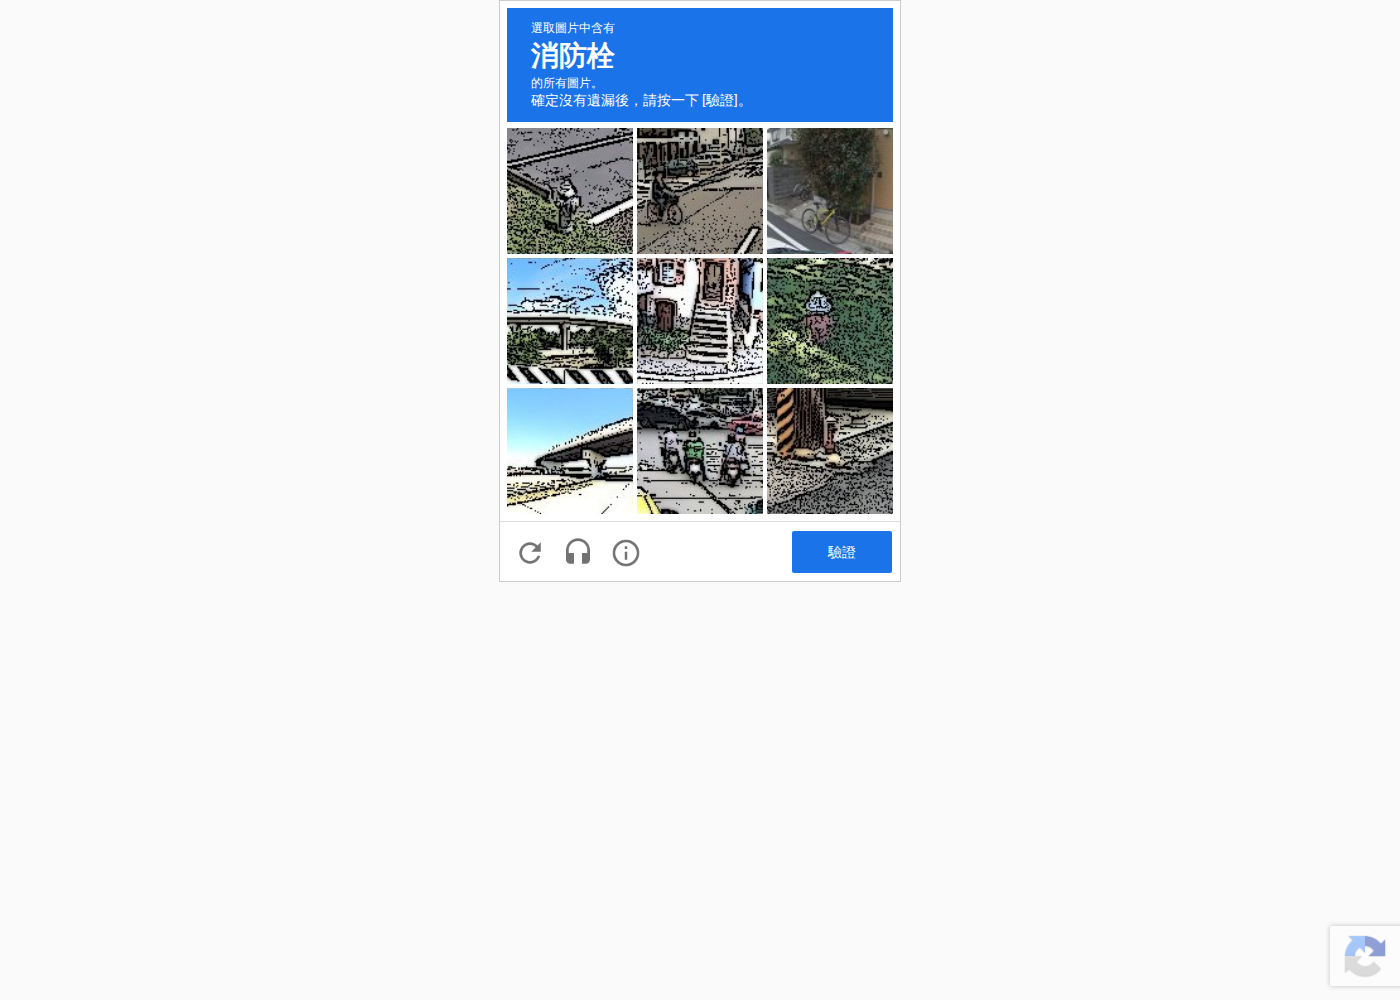 選取圖片中含有
消防栓
的所有圖片。
確定沒有遺漏後，請按一下 [驗證]。
驗證